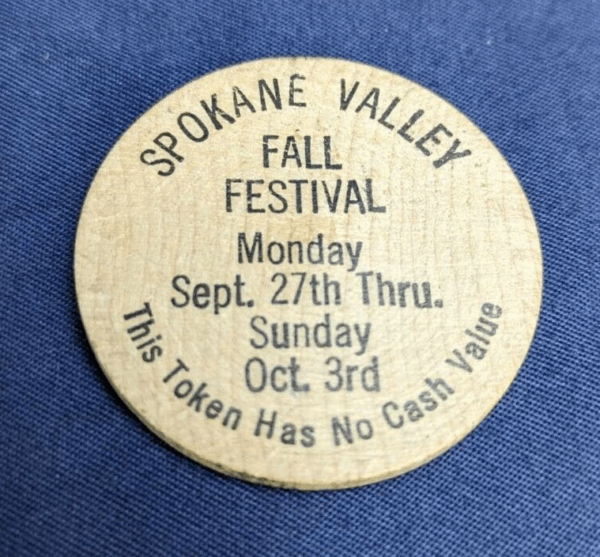 SPOKANE VALLEY
FALL
FESTIVAL
Monday
Sept. 27th Thru.
Sunday
Oct. 3rd
This Token Has No Cash Value